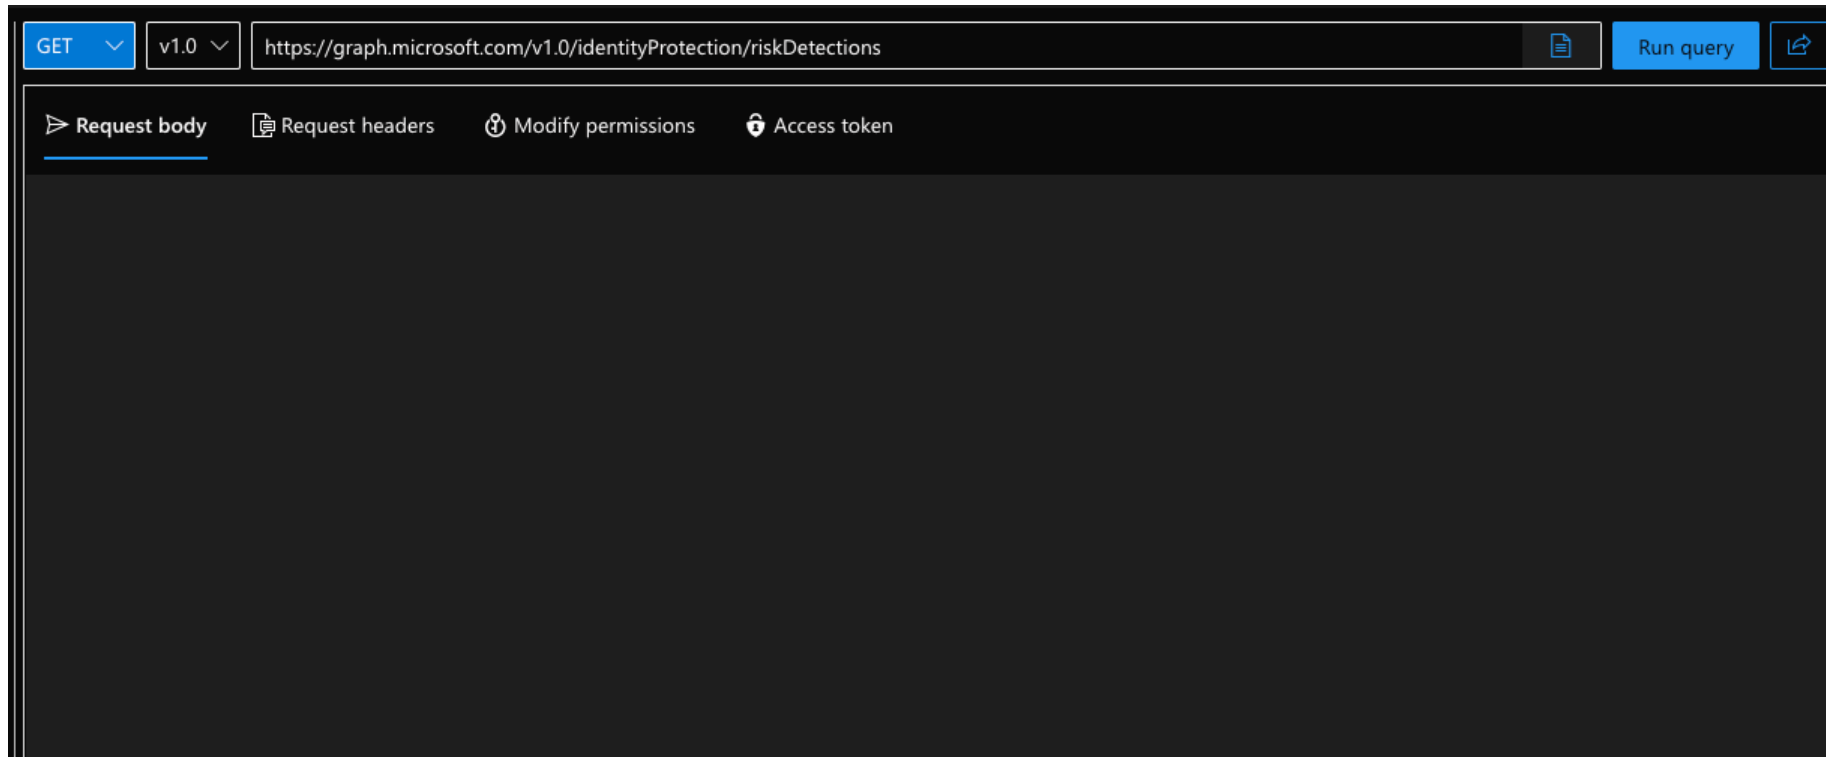 GET v1.0 https://graph.microsoft.com/v1.0/identityProtection/riskDetections Run query
Request body Request headers Modify permissions Access token